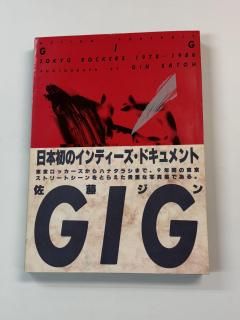 G / G
TOKYO ROCKERS 1978-1986
PHOTOGRAPHS BY GIN SATOH
日本初のインディーズ・ドキュメント
東京ロッカーズからハナタラシまで。9年間の東京
ストリートシーンをとらえた貴重な写真集である。
佐藤ジン
GIG